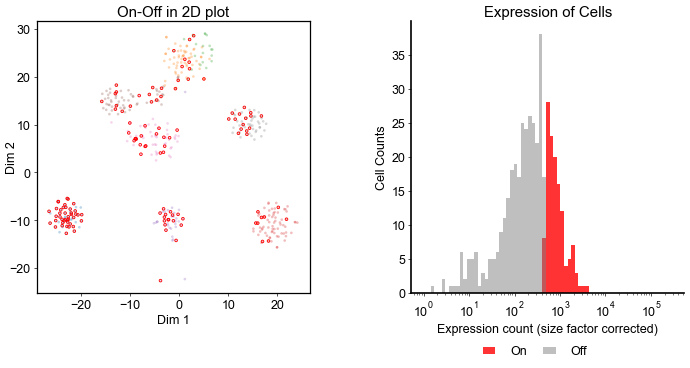 On-Off in 2D plot
30
20
10
0
−10
−20
−20 −10 0 10 20
Dim 2
Dim 1
Expression of Cells
35
30
25
20
15
10
5
0
10^0 10^1 10^2 10^3 10^4 10^5
Cell Counts
Expression count (size factor corrected)
On Off